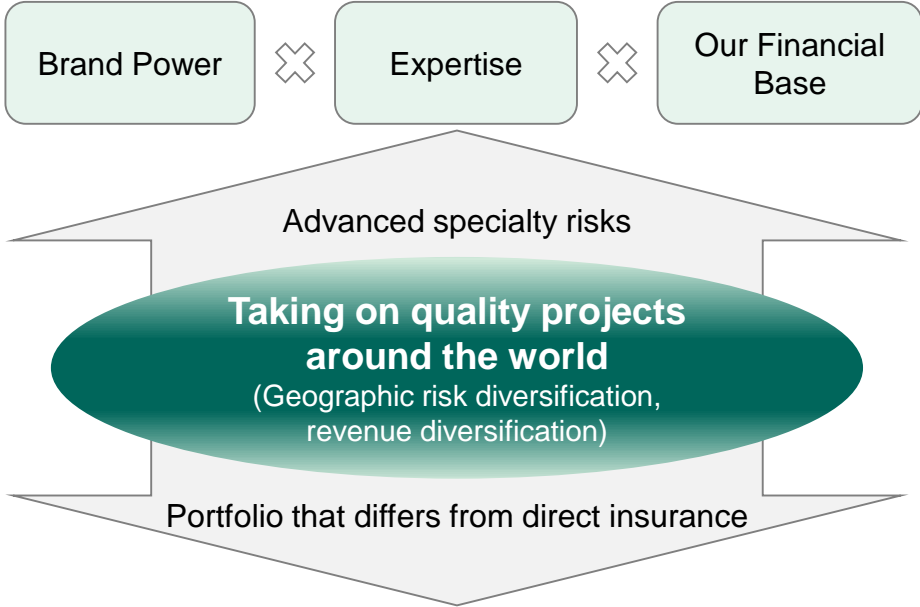 Brand Power
Expertise
Our Financial
Base
Advanced specialty risks
Taking on quality projects
around the world
(Geographic risk diversification,
revenue diversification)
Portfolio that differs from direct insurance